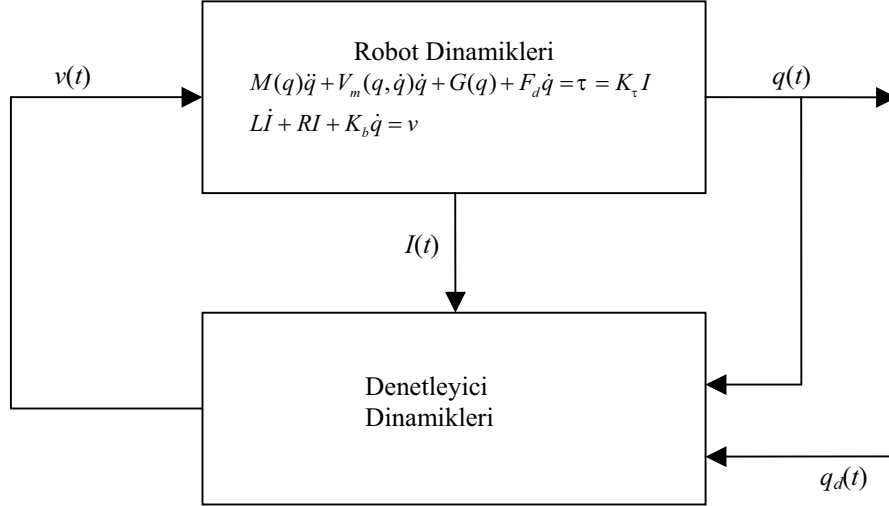 Robot Dinamikleri
v(t)
M(q)q̈ + V_m(q,q̇)q̇ + G(q) + F_d q̇ = τ = K_τ I
q(t)
Lİ + RI + K_b q̇ = v
I(t)
Denetleyici
Dinamikleri
q_d(t)